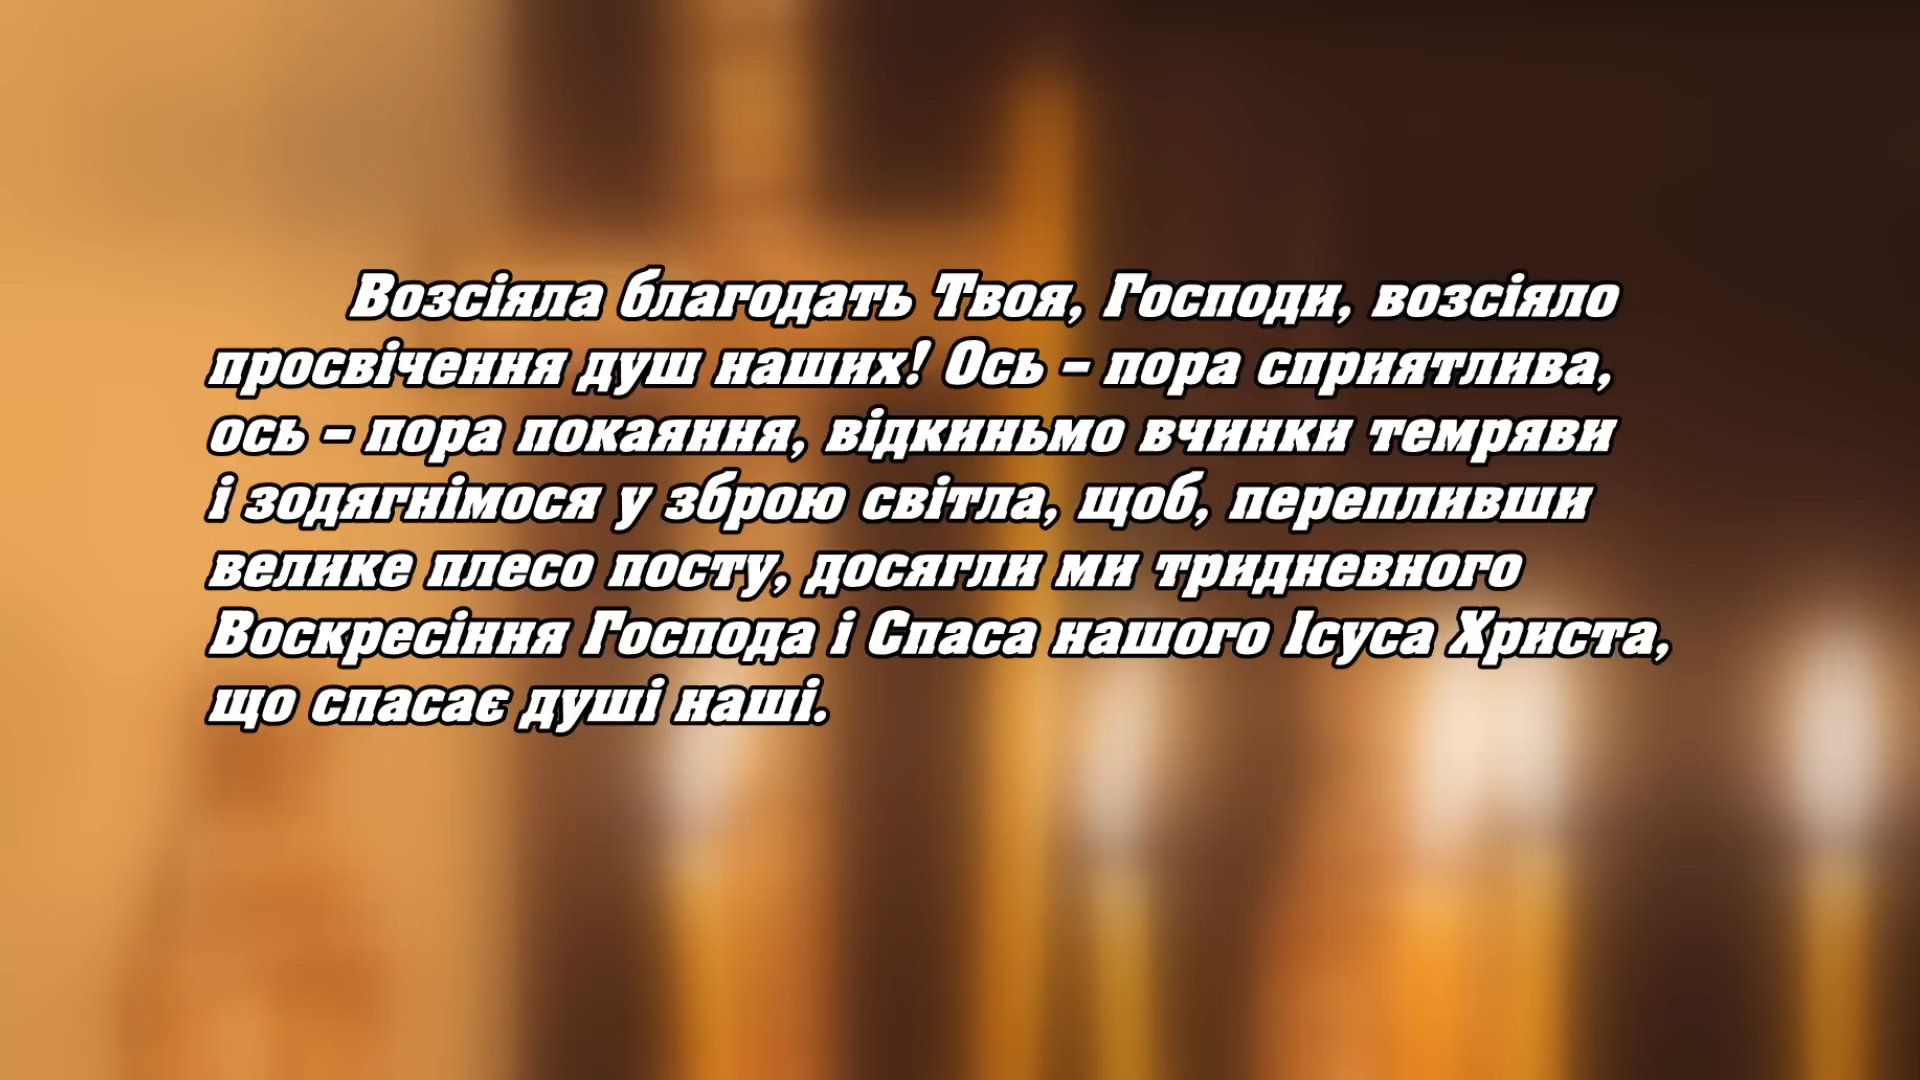 Возсіяла благодать Твоя, Господи, возсіяло
просвічення душ наших! Ось – пора сприятлива,
ось – пора покаяння, відкиньмо вчинки темряви
і зодягнімося у зброю світла, щоб, перепливши
велике плесо посту, досягли ми тридневного
Воскресіння Господа і Спаса нашого Ісуса Христа,
що спасає душі наші.